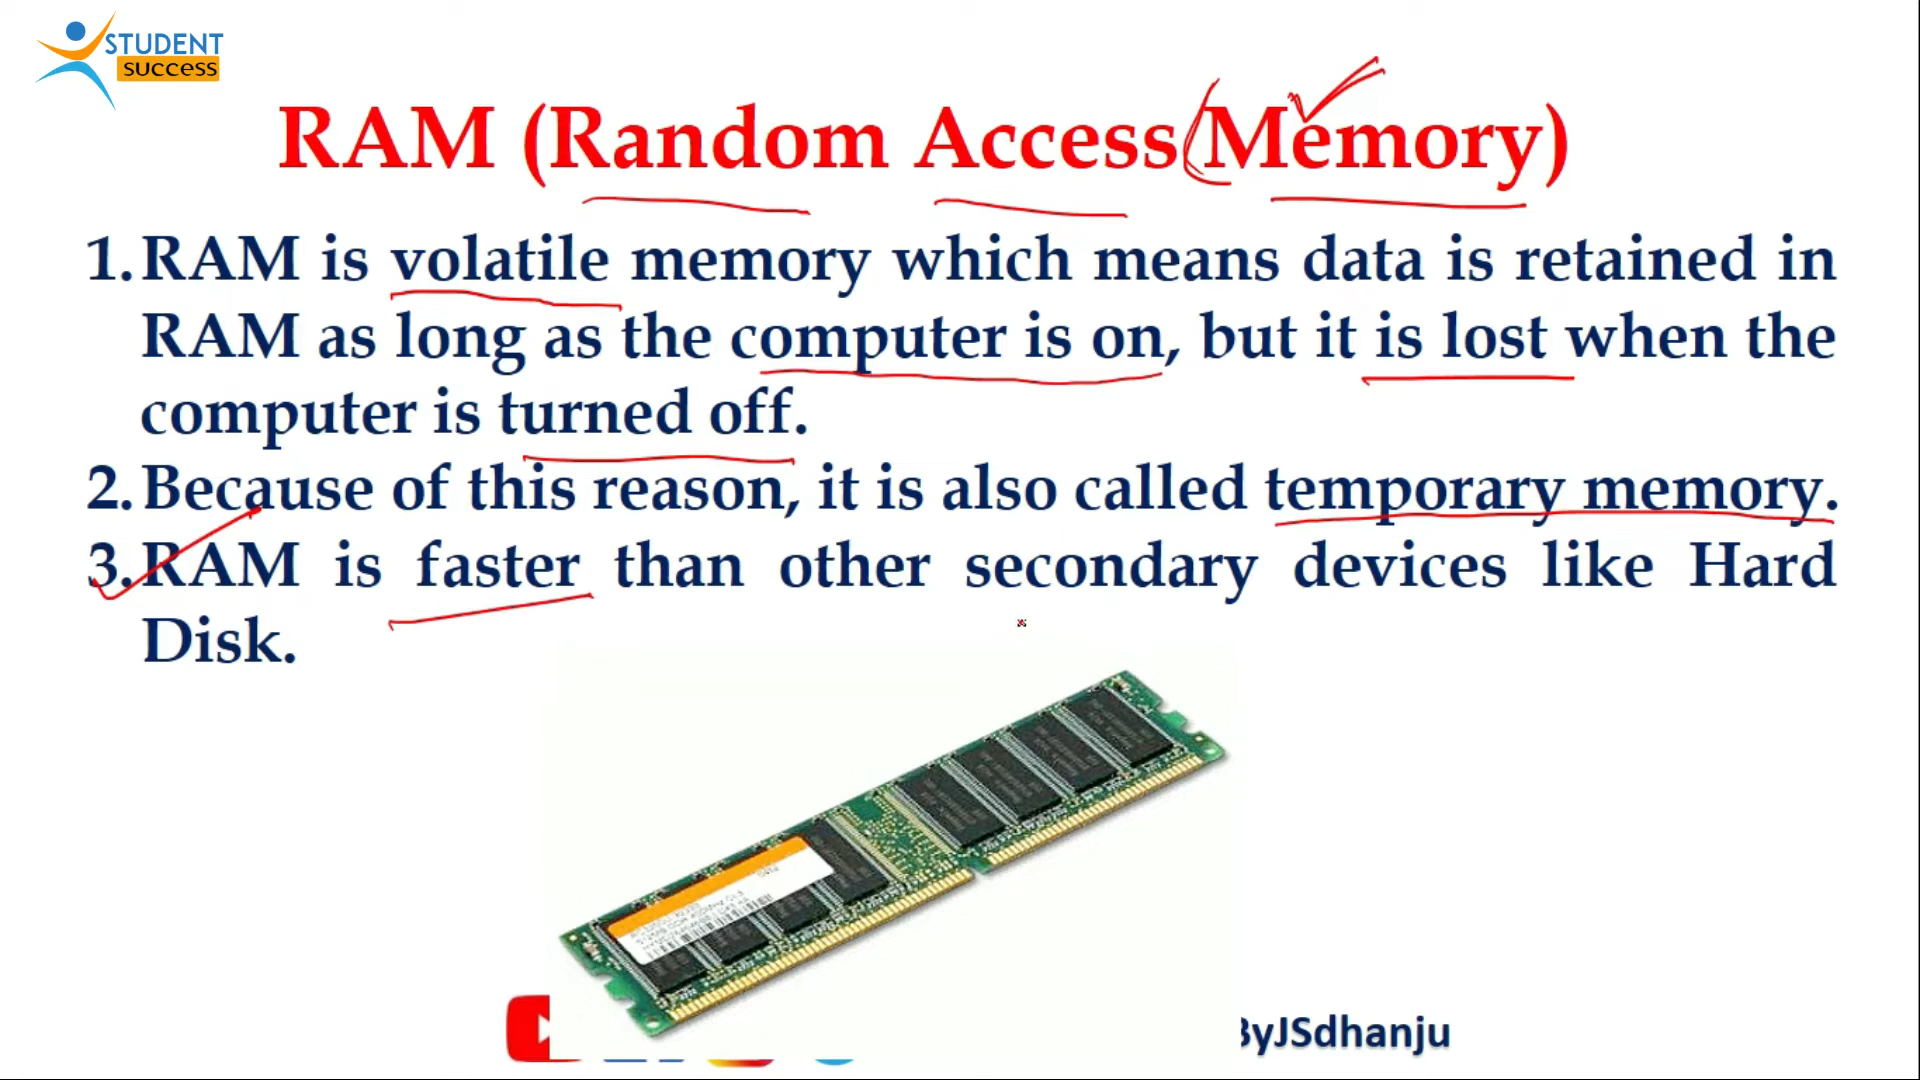 STUDENT
success
RAM (Random Access Memory)
1. RAM is volatile memory which means data is retained in
RAM as long as the computer is on, but it is lost when the
computer is turned off.
2. Because of this reason, it is also called temporary memory.
3. RAM is faster than other secondary devices like Hard
Disk.
ByJSdhanju